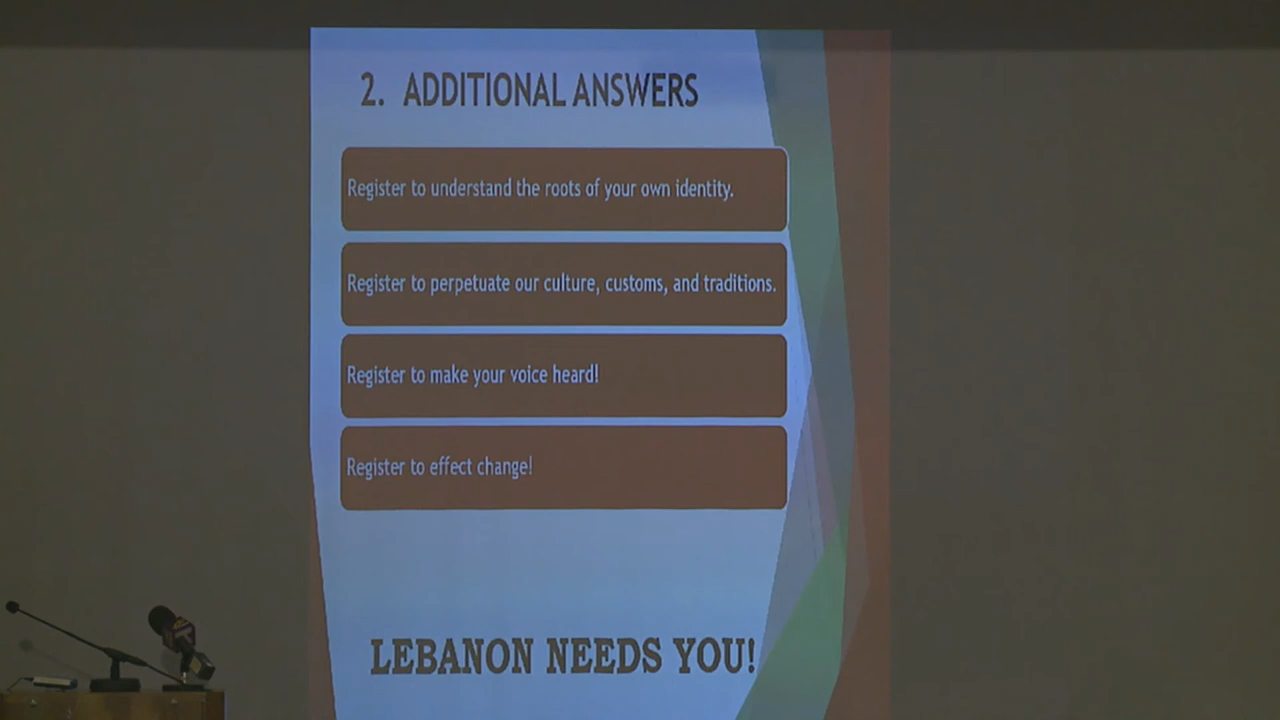 2. ADDITIONAL ANSWERS
Register to understand the roots of your own identity.
Register to perpetuate our culture, customs, and traditions.
Register to make your voice heard!
Register to effect change!
LEBANON NEEDS YOU!